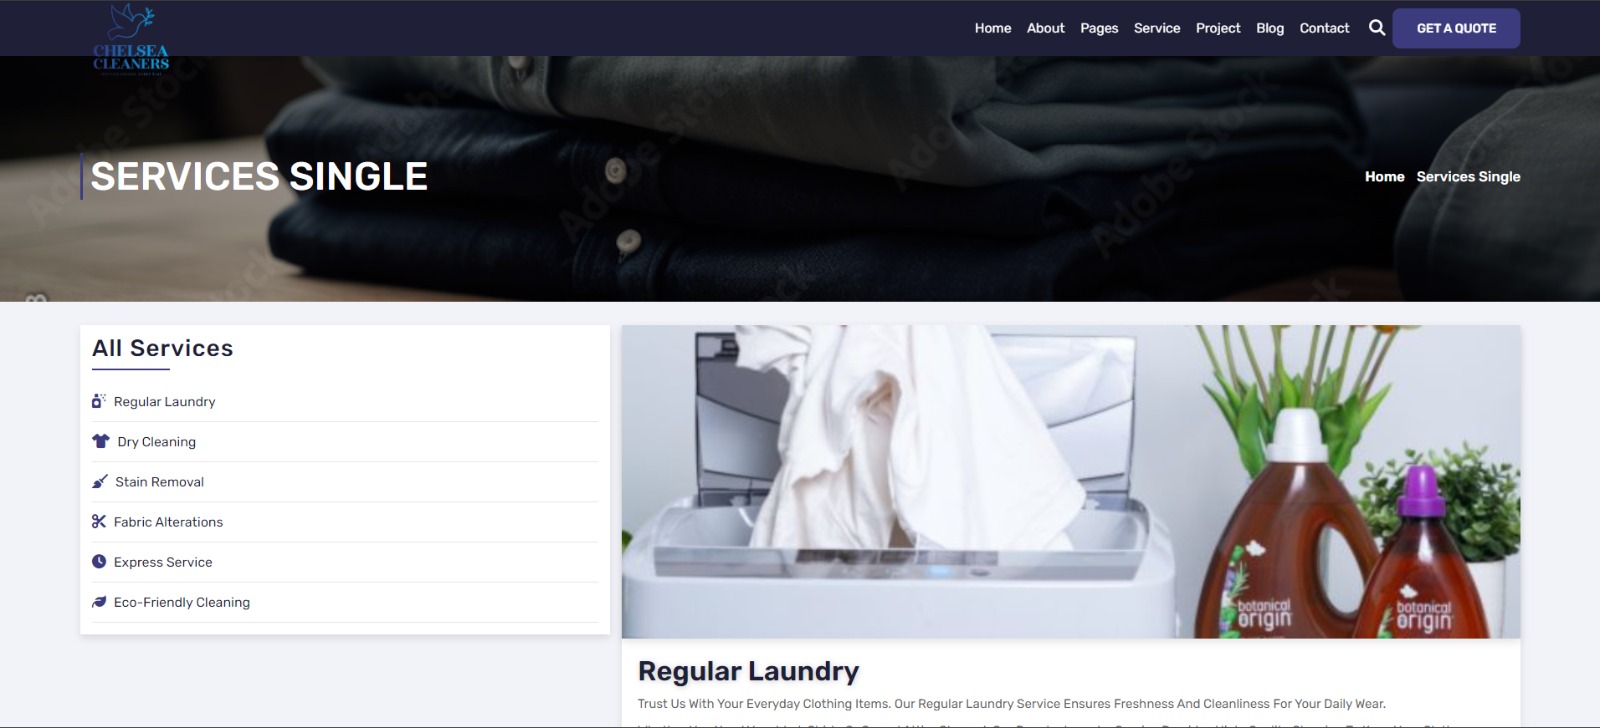 CHELSEA
CLEANERS
Home About Pages Service Project Blog Contact GET A QUOTE
Adobe Stock
SERVICES SINGLE
Home Services Single
All Services
Regular Laundry
Dry Cleaning
Stain Removal
Fabric Alterations
Express Service
Eco-Friendly Cleaning
botanical
origin
botanical
origin
Regular Laundry
Trust Us With Your Everyday Clothing Items. Our Regular Laundry Service Ensures Freshness And Cleanliness For Your Daily Wear.